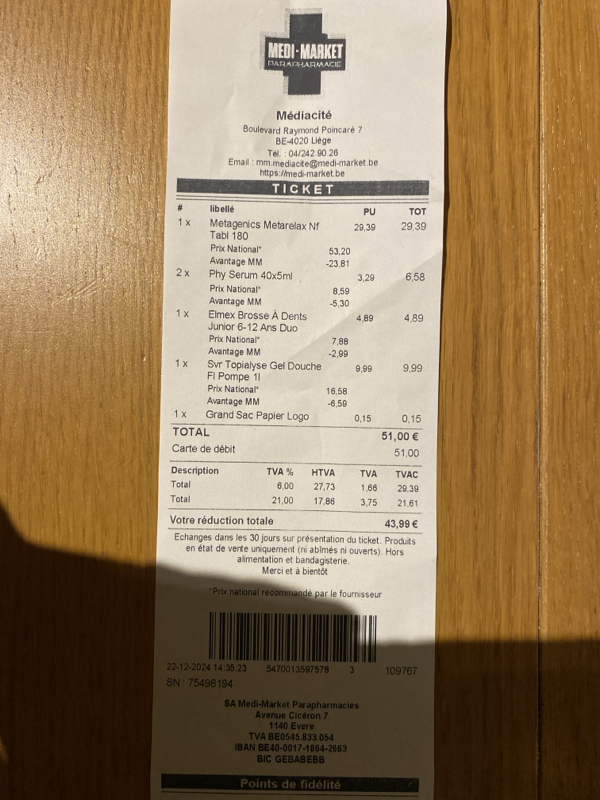 MEDI-MARKET
PARAPHARMACIE
Médiacité
Boulevard Raymond Poincaré 7
BE-4020 Liège
Tél. : 04/242.90.26
Email : mm.mediacite@medi-market.be
https://medi-market.be
TICKET
# libellé PU TOT
1 x Metagenics Metarelax Nf 29,39 29,39
Tabl 180
Prix National* 53,20
Avantage MM -23,81
2 x Phy Serum 40x5ml 3,29 6,58
Prix National* 8,59
Avantage MM -5,30
1 x Elmex Brosse À Dents 4,89 4,89
Junior 6-12 Ans Duo
Prix National* 7,88
Avantage MM -2,99
1 x Svr Topialyse Gel Douche 9,99 9,99
Fl Pompe 1l
Prix National* 16,58
Avantage MM -6,59
1 x Grand Sac Papier Logo 0,15 0,15
TOTAL 51,00 €
Carte de débit 51,00
Description TVA % HTVA TVA TVAC
Total 6,00 27,73 1,66 29,39
Total 21,00 17,86 3,75 21,61
Votre réduction totale 43,99 €
Echanges dans les 30 jours sur présentation du ticket. Produits
en état de vente uniquement (ni abîmés ni ouverts). Hors
alimentation et bandagisterie.
Merci et à bientôt
*Prix national recommandé par le fournisseur
22-12-2024 14:35:23 5470013597578 3 109767
SN : 75496194
SA Medi-Market Parapharmacies
Avenue Cicéron 7
1140 Evere
TVA BE0545.833.054
IBAN BE40-0017-1864-2663
BIC GEBABEBB
Points de fidélité